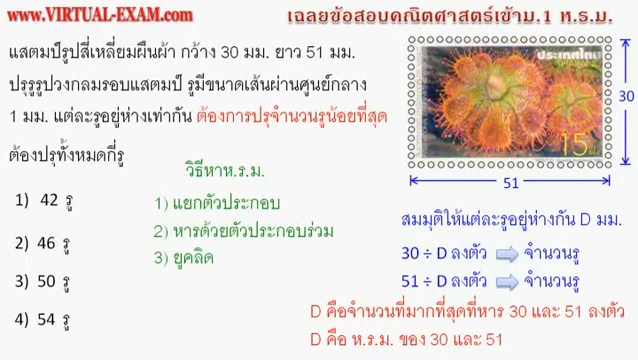 www.VIRTUAL-EXAM.com
เฉลยข้อสอบคณิตศาสตร์เข้าม.1 ห.ร.ม.
แสตมป์รูปสี่เหลี่ยมผืนผ้า กว้าง 30 มม. ยาว 51 มม.
ปรุรูรูปวงกลมรอบแสตมป์ รูมีขนาดเส้นผ่านศูนย์กลาง
1 มม. แต่ละรูอยู่ห่างเท่ากัน ต้องการปรุจำนวนรูน้อยที่สุด
ต้องปรุทั้งหมดกี่รู
1) 42 รู
2) 46 รู
3) 50 รู
4) 54 รู
วิธีหาห.ร.ม.
1) แยกตัวประกอบ
2) หารด้วยตัวประกอบร่วม
3) ยูคลิด
ประเทศไทย
THAILAND
15
30
51
สมมุติให้แต่ละรูอยู่ห่างกัน D มม.
30 ÷ D ลงตัว จำนวนรู
51 ÷ D ลงตัว จำนวนรู
D คือจำนวนที่มากที่สุดที่หาร 30 และ 51 ลงตัว
D คือ ห.ร.ม. ของ 30 และ 51